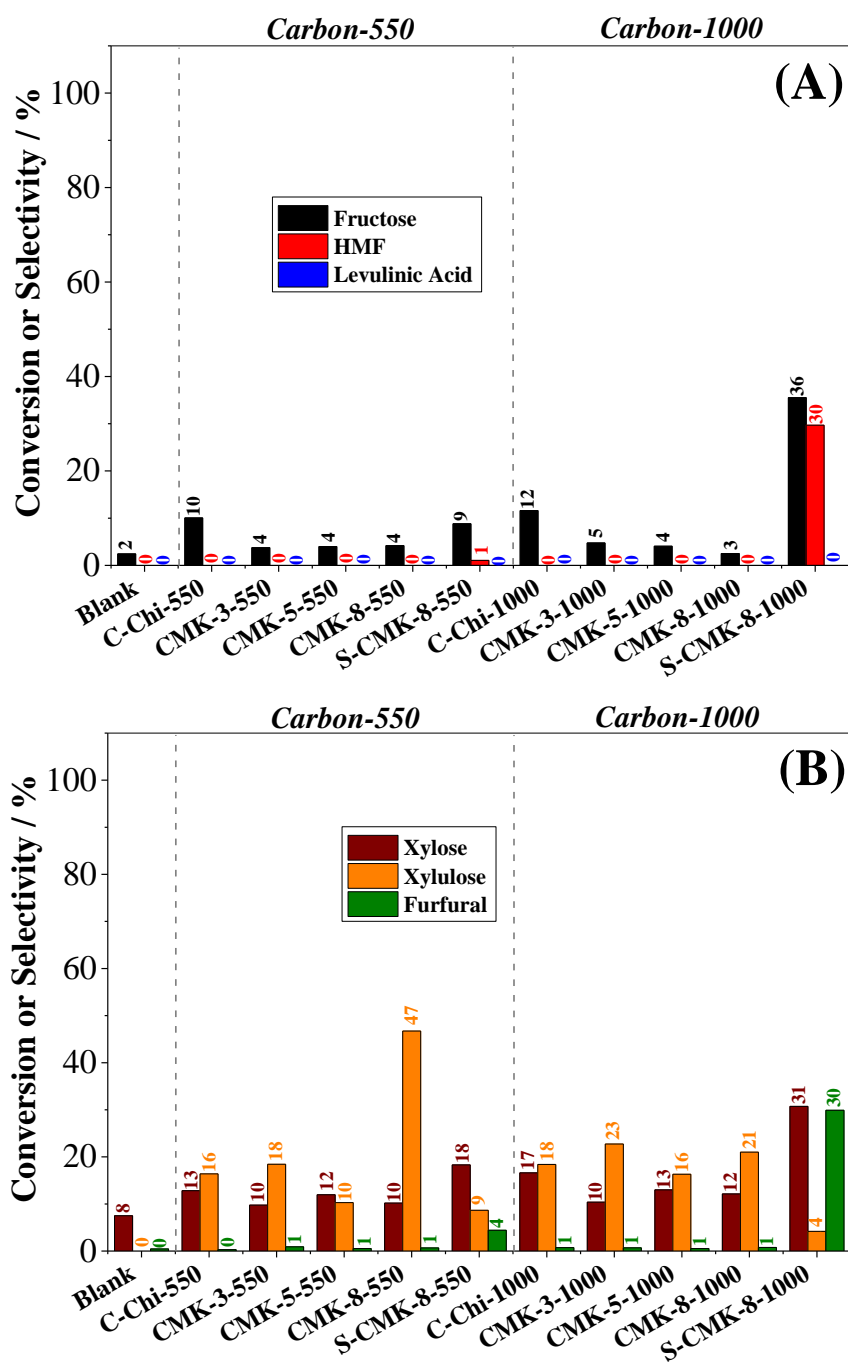 Carbon-550 Carbon-1000
(A)
Conversion or Selectivity / %
100
80
60
40
20
0
Fructose
HMF
Levulinic Acid
2 0 0
10 0 0
4 0 0
4 0 0
4 0 0
9 1 0
12 0 0
5 0 0
4 0 0
3 0 0
36 30 0
Blank
C-Chi-550
CMK-3-550
CMK-5-550
CMK-8-550
S-CMK-8-550
C-Chi-1000
CMK-3-1000
CMK-5-1000
CMK-8-1000
S-CMK-8-1000
Carbon-550 Carbon-1000
(B)
Conversion or Selectivity / %
100
80
60
40
20
0
Xylose
Xylulose
Furfural
8 0 0
13 16 0
10 18 1
12 10 1
10 47 1
18 9 4
17 18 1
10 23 1
13 16 1
12 21 1
31 4 30
Blank
C-Chi-550
CMK-3-550
CMK-5-550
CMK-8-550
S-CMK-8-550
C-Chi-1000
CMK-3-1000
CMK-5-1000
CMK-8-1000
S-CMK-8-1000